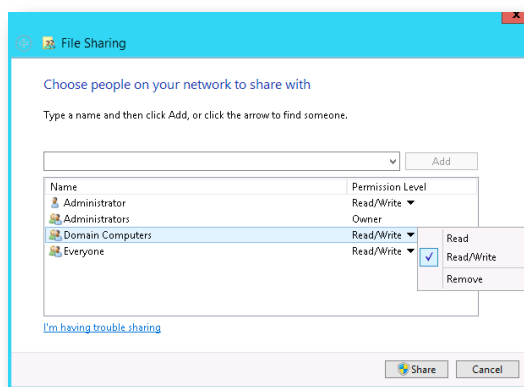 x
File Sharing
Choose people on your network to share with
Type a name and then click Add, or click the arrow to find someone.
Add
Name Permission Level
Administrator Read/Write
Administrators Owner
Domain Computers Read/Write
Everyone Read/Write
Read
Read/Write
Remove
I'm having trouble sharing
Share Cancel